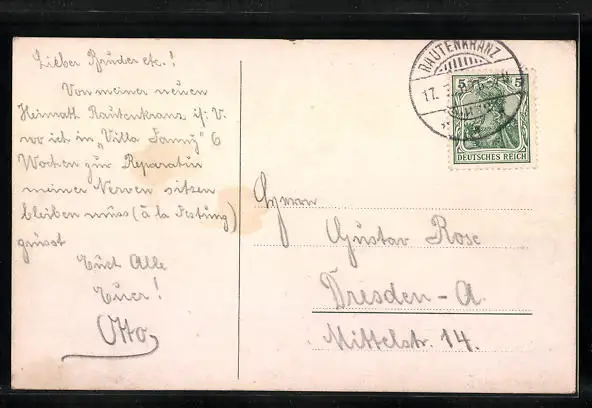 Lieber Bruder etc.!
Von meiner neuen
Heimath Rautenkranz i/V.
wo ich in „Villa Fanny" 6
Wochen zur Reparatur
meiner Nerven sitzen
bleiben muss (à la Festung)
grüsst
Euch Alle
Euer!
Otto
RAUTENKRANZ
17.
5 5
DEUTSCHES REICH
Herrn
Gustav Rose
Dresden-A.
Mittelstr. 14.